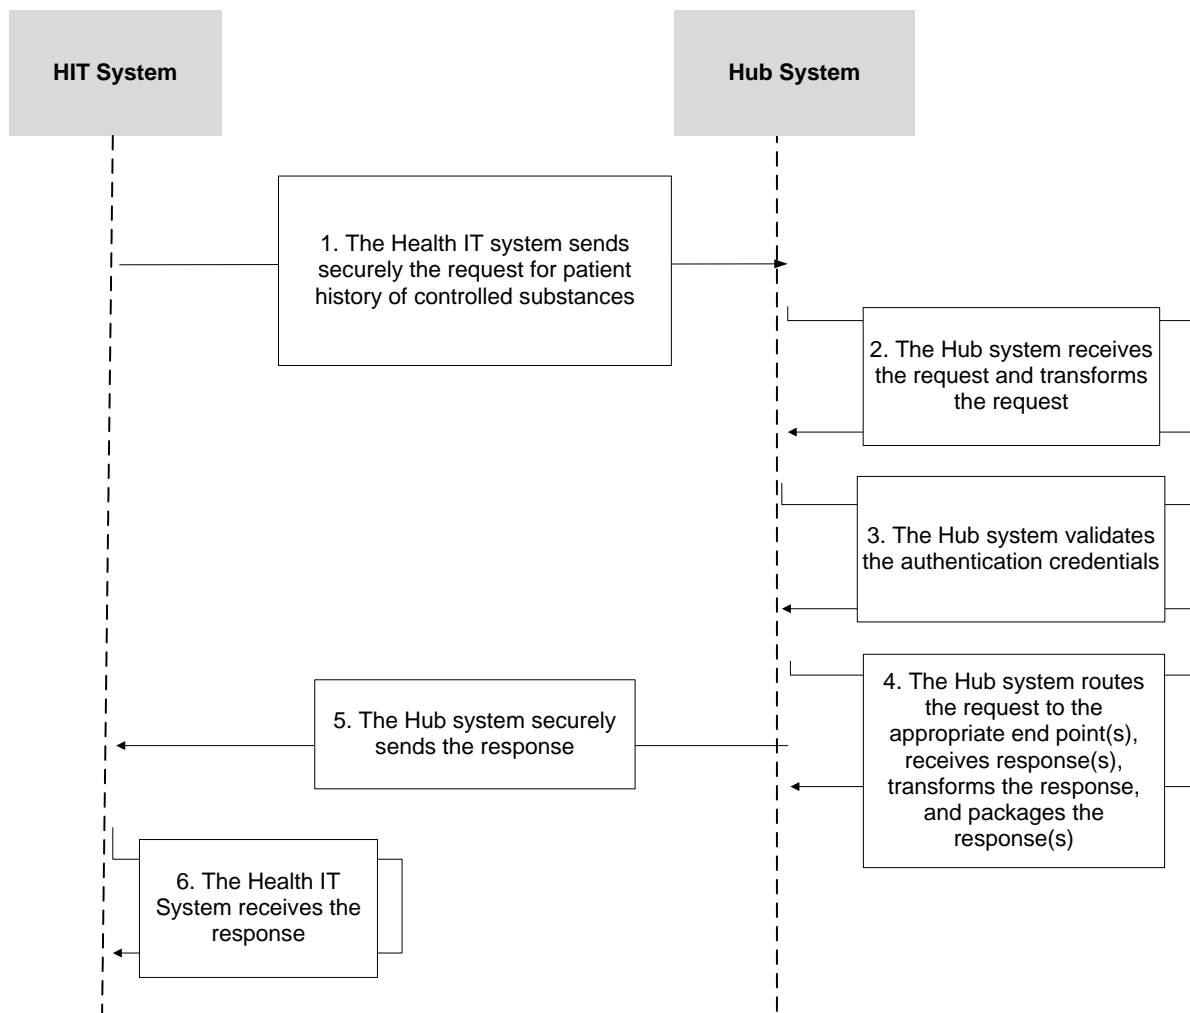 HIT System
Hub System
1. The Health IT system sends
securely the request for patient
history of controlled substances
2. The Hub system receives
the request and transforms
the request
3. The Hub system validates
the authentication credentials
4. The Hub system routes
the request to the
appropriate end point(s),
receives response(s),
transforms the response,
and packages the
response(s)
5. The Hub system securely
sends the response
6. The Health IT
System receives the
response